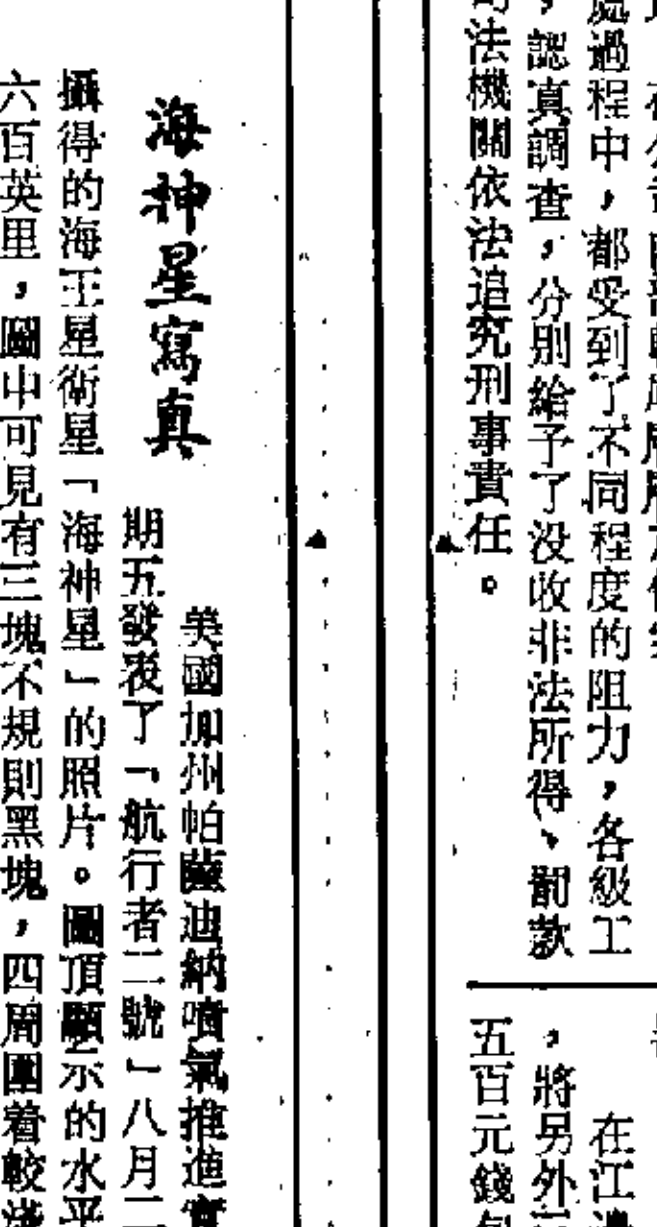 過程中，都受到了不同程度的阻力，各級工
，認真調查，分別給予了没收非法所得、罰款
法機關依法追究刑事責任。
在江
，將另外
五百元錢
海神星寫真
美國加州帕薩迪納噴氣推進實
期五發表了「航行者二號」八月二
攝得的海王星衛星「海神星」的照片。圖頂顯示的水平
六百英里，圖中可見有三塊不規則黑塊，四周圍着較淺